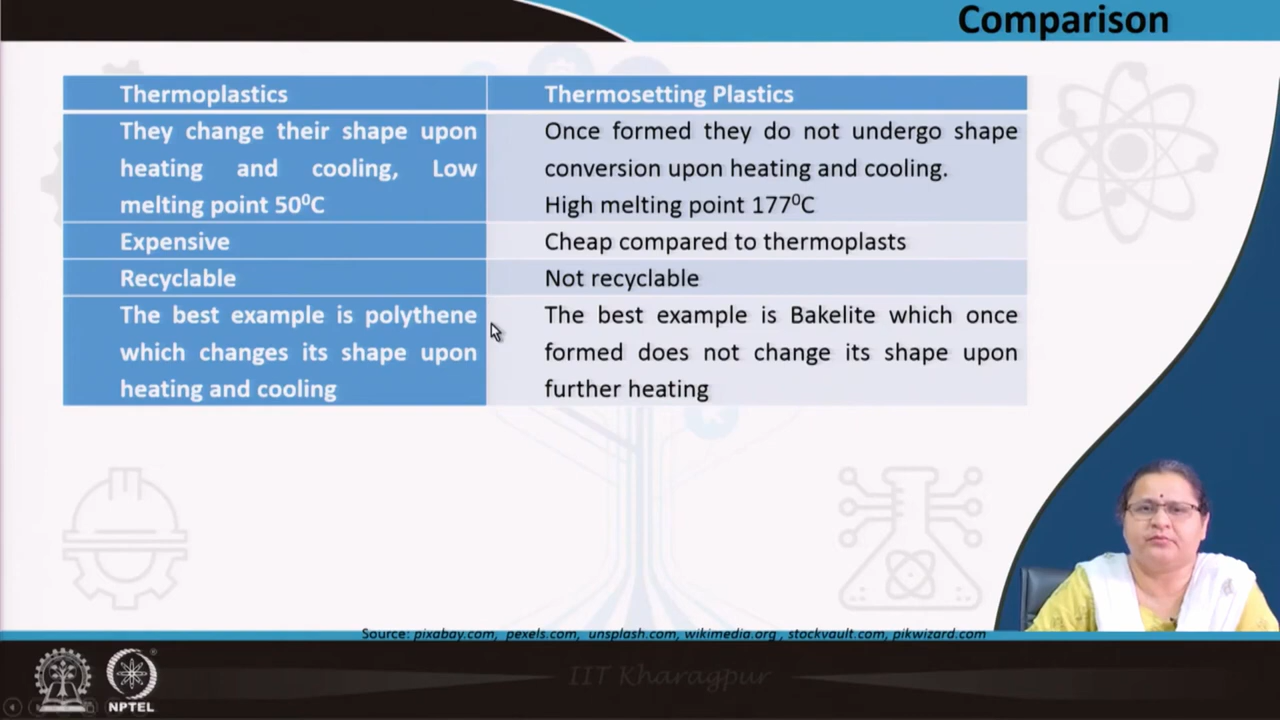 Comparison
Thermoplastics
Thermosetting Plastics
They change their shape upon
heating and cooling, Low
melting point 50⁰C
Once formed they do not undergo shape
conversion upon heating and cooling.
High melting point 177⁰C
Expensive
Cheap compared to thermoplasts
Recyclable
Not recyclable
The best example is polythene
which changes its shape upon
heating and cooling
The best example is Bakelite which once
formed does not change its shape upon
further heating
Source: pixabay.com, pexels.com, unsplash.com, wikimedia.org , stockvault.com, pikwizard.com
IIT Kharagpur
NPTEL